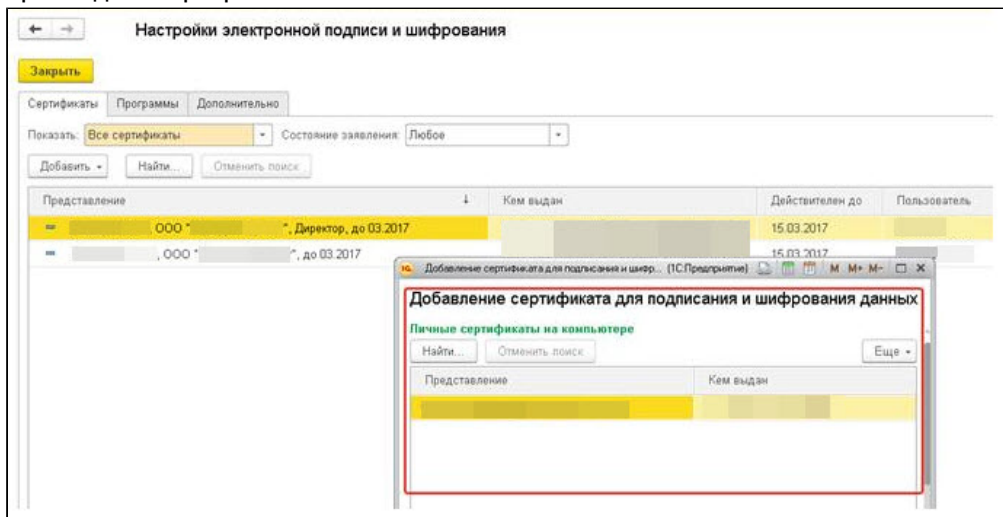 Настройки электронной подписи и шифрования
Закрыть
Сертификаты Программы Дополнительно
Показать: Все сертификаты Состояние заявления: Любое
Добавить Найти... Отменить поиск
Представление Кем выдан Действителен до Пользователь
, ООО " ", Директор, до 03.2017 15.03.2017
, ООО " ", до 03.2017 15.03.2017
Добавление сертификата для подписания и шифр... (1С:Предприятие) M M+ M-
Добавление сертификата для подписания и шифрования данных
Личные сертификаты на компьютере
Найти... Отменить поиск Еще
Представление Кем выдан